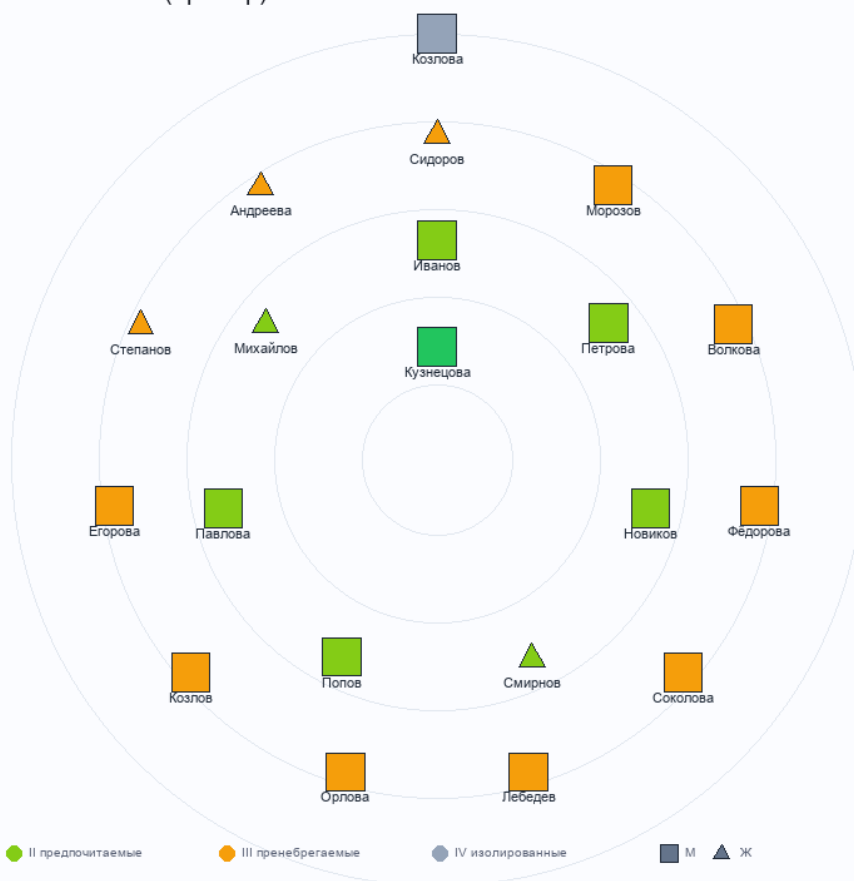 Козлова
Сидоров
Андреева
Морозов
Иванов
Степанов
Михайлов
Петрова
Волкова
Кузнецова
Егорова
Павлова
Новиков
Фёдорова
Козлов
Попов
Смирнов
Соколова
Орлова
Лебедев
II предпочитаемые III пренебрегаемые IV изолированные М Ж